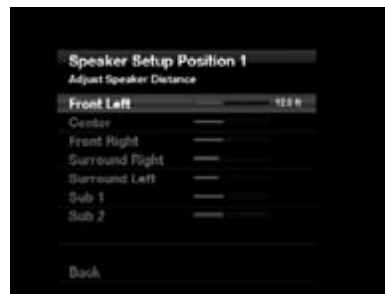 Speaker Setup Position 1
Adjust Speaker Distance
Front Left 12.0 ft
Center
Front Right
Surround Right
Surround Left
Sub 1
Sub 2
Back